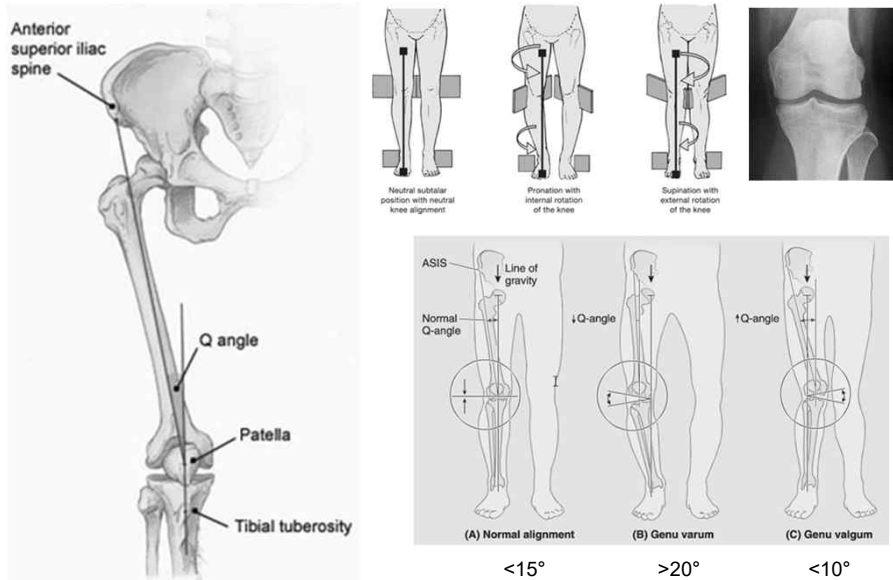 Anterior
superior iliac
spine
Q angle
Patella
Tibial tuberosity
Neutral subtalar
position with neutral
knee alignment
Pronation with
internal rotation
of the knee
Supination with
external rotation
of the knee
ASIS
Line of
gravity
Normal
Q-angle
↓Q-angle
↑Q-angle
(A) Normal alignment
(B) Genu varum
(C) Genu valgum
<15°
>20°
<10°